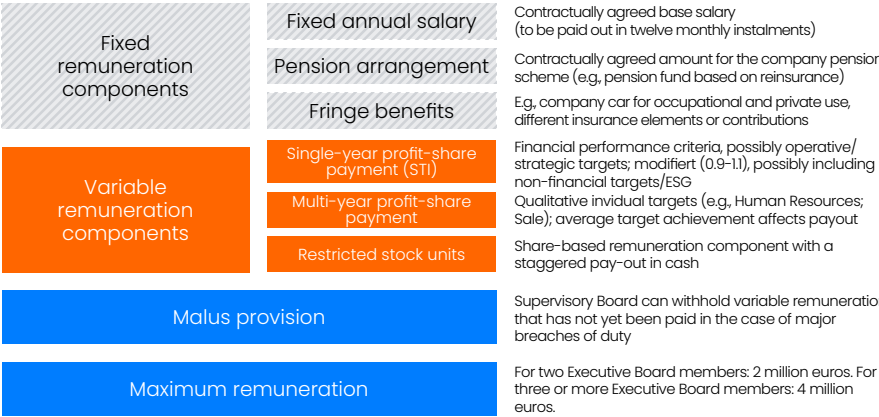 Fixed
remuneration
components
Fixed annual salary
Contractually agreed base salary
(to be paid out in twelve monthly instalments)
Pension arrangement
Contractually agreed amount for the company pension
scheme (e.g., pension fund based on reinsurance)
Fringe benefits
E.g., company car for occupational and private use,
different insurance elements or contributions
Variable
remuneration
components
Single-year profit-share
payment (STI)
Financial performance criteria, possibly operative/
strategic targets; modifiert (0.9-1.1), possibly including
non-financial targets/ESG
Multi-year profit-share
payment
Qualitative invidual targets (e.g., Human Resources;
Sale); average target achievement affects payout
Restricted stock units
Share-based remuneration component with a
staggered pay-out in cash
Malus provision
Supervisory Board can withhold variable remuneratio
that has not yet been paid in the case of major
breaches of duty
Maximum remuneration
For two Executive Board members: 2 million euros. For
three or more Executive Board members: 4 million
euros.